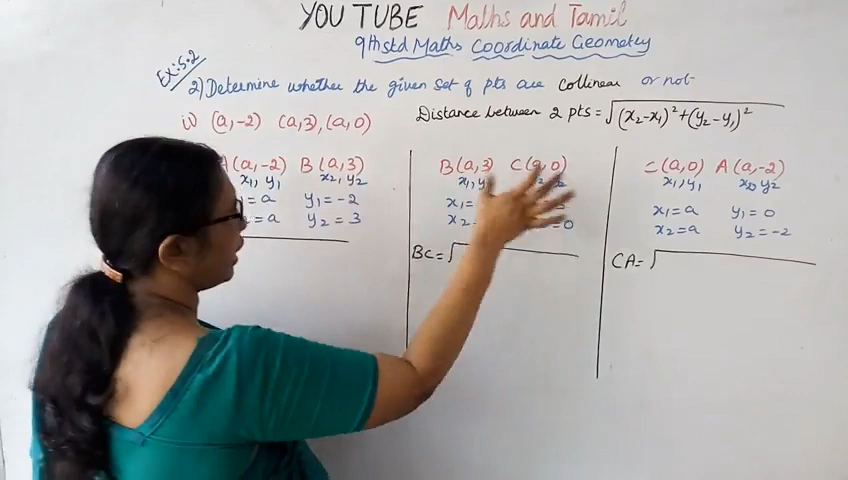 YOU TUBE Maths and Tamil
9th std Maths Coordinate Geometry
Ex:5.2
2) Determine whether the given set of pts are collinear or not
ii) (a,-2) (a,3), (a,0)
Distance between 2 pts = √(x₂-x₁)²+(y₂-y₁)²
A(a,-2) B(a,3)
x₁, y₁ x₂, y₂
= a y₁ = -2
= a y₂ = 3
B(a,3) C(a,0)
x₁, y₁
x₁ =
x₂ = 0
BC = √
C(a,0) A(a,-2)
x₁, y₁ x₂ y₂
x₁ = a y₁ = 0
x₂ = a y₂ = -2
CA = √